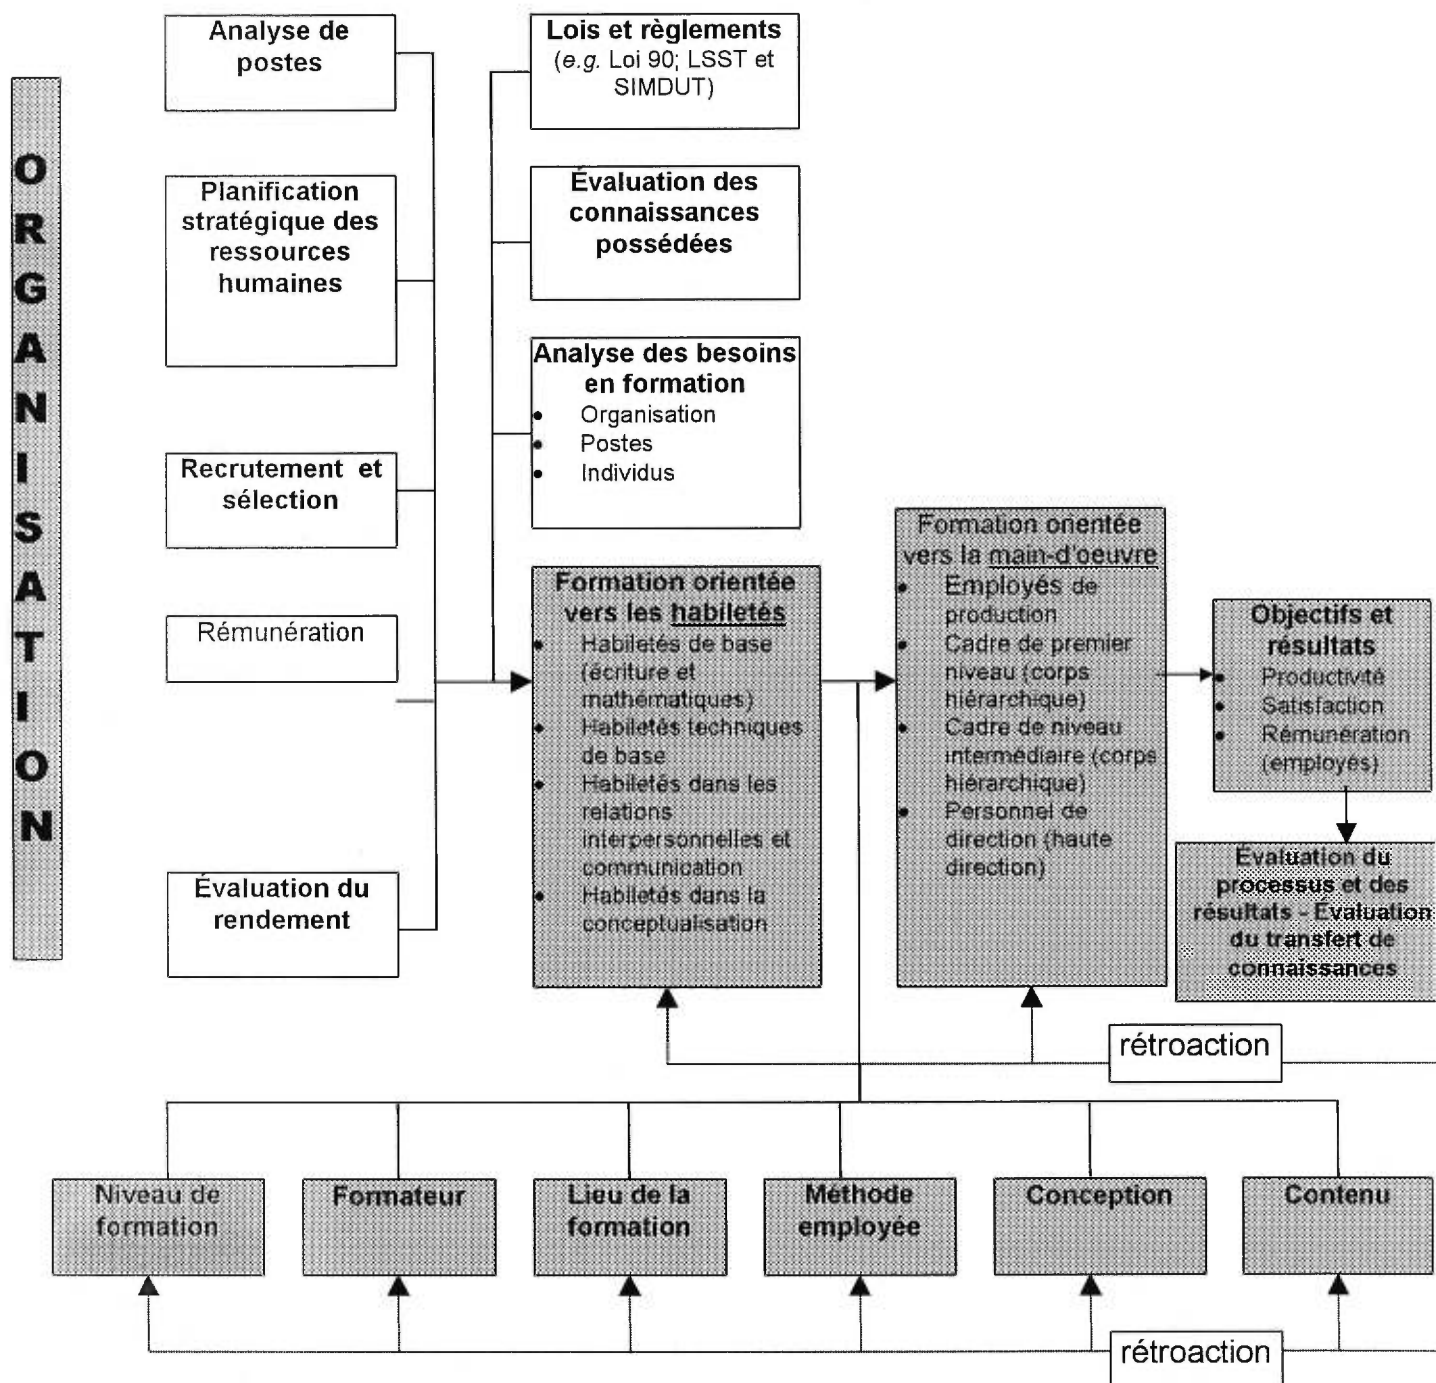 ORGANISATION
Analyse de
postes
Planification
stratégique des
ressources
humaines
Recrutement et
sélection
Rémunération
Évaluation du
rendement
Lois et règlements
(e.g. Loi 90; LSST et
SIMDUT)
Évaluation des
connaissances
possédées
Analyse des besoins
en formation
• Organisation
• Postes
• Individus
Formation orientée
vers les habiletés
• Habiletés de base
(écriture et
mathématiques)
• Habiletés techniques
de base
• Habiletés dans les
relations
interpersonnelles et
communication
• Habiletés dans la
conceptualisation
Formation orientée
vers la main-d'oeuvre
• Employés de
production
• Cadre de premier
niveau (corps
hiérarchique)
• Cadre de niveau
intermédiaire (corps
hiérarchique)
• Personnel de
direction (haute
direction)
Objectifs et
résultats
• Productivité
• Satisfaction
• Rémunération
(employés)
Évaluation du
processus et des
résultats - Évaluation
du transfert de
connaissances
rétroaction
Niveau de
formation
Formateur
Lieu de la
formation
Méthode
employée
Conception
Contenu
rétroaction